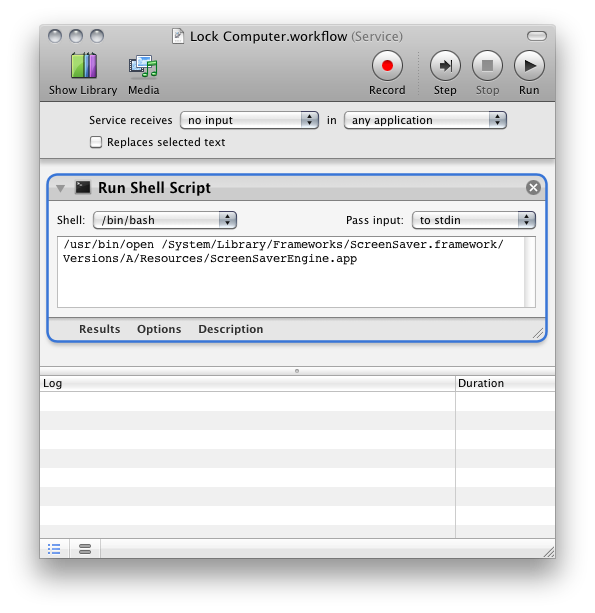 Lock Computer.workflow (Service)
Show Library Media Record Step Stop Run
Service receives no input in any application
Replaces selected text
Run Shell Script
Shell: /bin/bash Pass input: to stdin
/usr/bin/open /System/Library/Frameworks/ScreenSaver.framework/
Versions/A/Resources/ScreenSaverEngine.app
Results Options Description
Log Duration